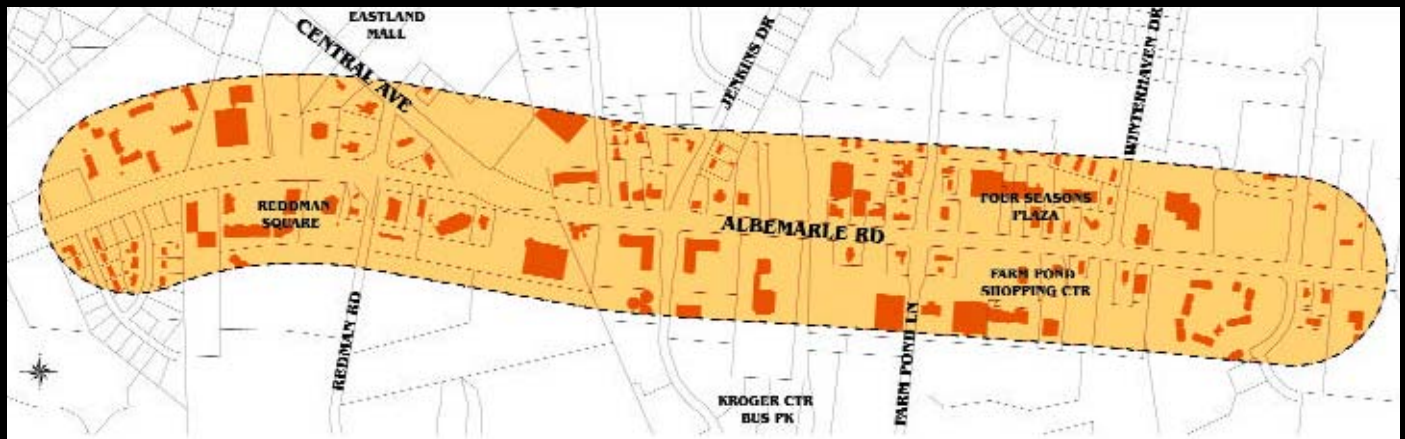 EASTLAND
MALL
CENTRAL AVE
JENKINS DR
WINTERHAVEN DR
REDDMAN
SQUARE
FOUR SEASONS
PLAZA
ALBEMARLE RD
FARM POND
SHOPPING CTR
REDMAN RD
FARM POND LN
KROGER CTR
BUS PK